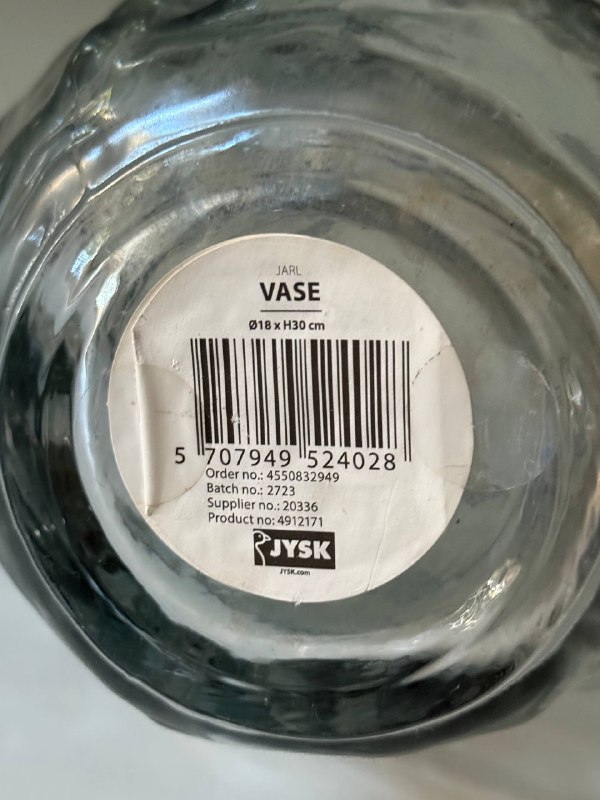 JARL
VASE
Ø18 x H30 cm
5 707949 524028
Order no.: 4550832949
Batch no.: 2723
Supplier no.: 20336
Product no: 4912171
JYSK
JYSK.com